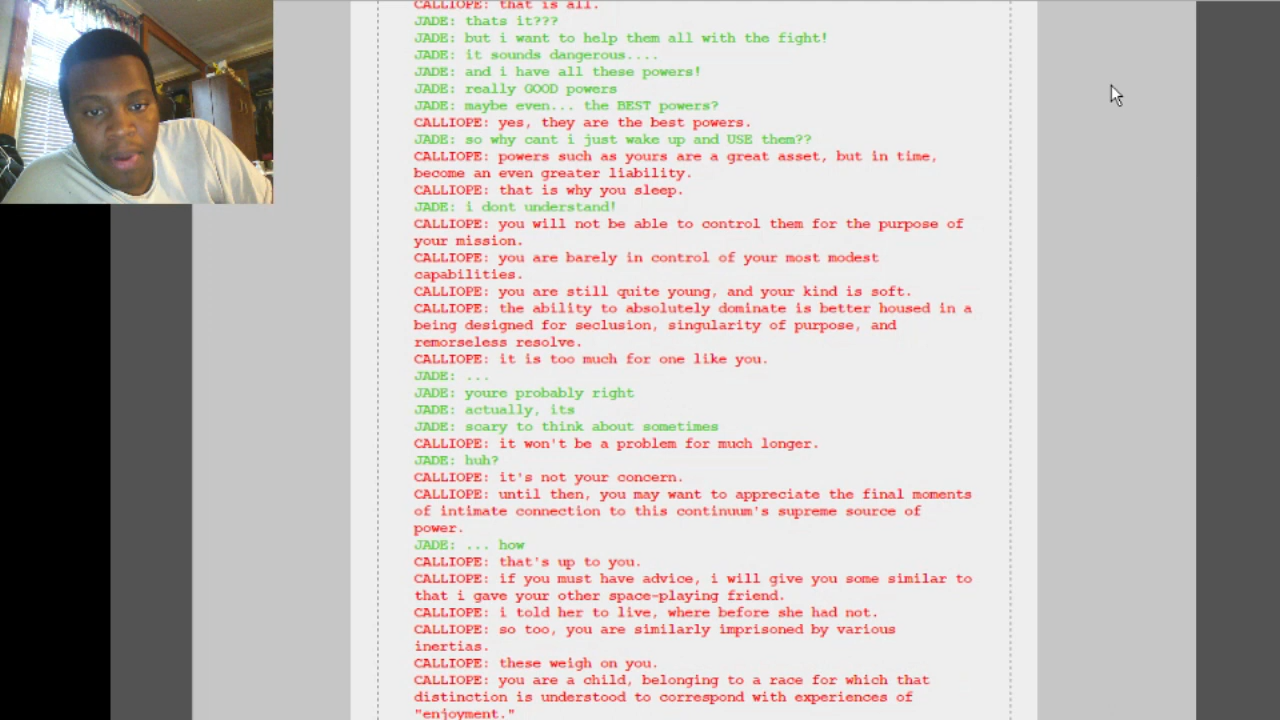 CALLIOPE: that is all.
JADE: thats it???
JADE: but i want to help them all with the fight!
JADE: it sounds dangerous....
JADE: and i have all these powers!
JADE: really GOOD powers
JADE: maybe even... the BEST powers?
CALLIOPE: yes, they are the best powers.
JADE: so why cant i just wake up and USE them??
CALLIOPE: powers such as yours are a great asset, but in time,
become an even greater liability.
CALLIOPE: that is why you sleep.
JADE: i dont understand!
CALLIOPE: you will not be able to control them for the purpose of
your mission.
CALLIOPE: you are barely in control of your most modest
capabilities.
CALLIOPE: you are still quite young, and your kind is soft.
CALLIOPE: the ability to absolutely dominate is better housed in a
being designed for seclusion, singularity of purpose, and
remorseless resolve.
CALLIOPE: it is too much for one like you.
JADE: ...
JADE: youre probably right
JADE: actually, its
JADE: scary to think about sometimes
CALLIOPE: it won't be a problem for much longer.
JADE: huh?
CALLIOPE: it's not your concern.
CALLIOPE: until then, you may want to appreciate the final moments
of intimate connection to this continuum's supreme source of
power.
JADE: ... how
CALLIOPE: that's up to you.
CALLIOPE: if you must have advice, i will give you some similar to
that i gave your other space-playing friend.
CALLIOPE: i told her to live, where before she had not.
CALLIOPE: so too, you are similarly imprisoned by various
inertias.
CALLIOPE: these weigh on you.
CALLIOPE: you are a child, belonging to a race for which that
distinction is understood to correspond with experiences of
"enjoyment."